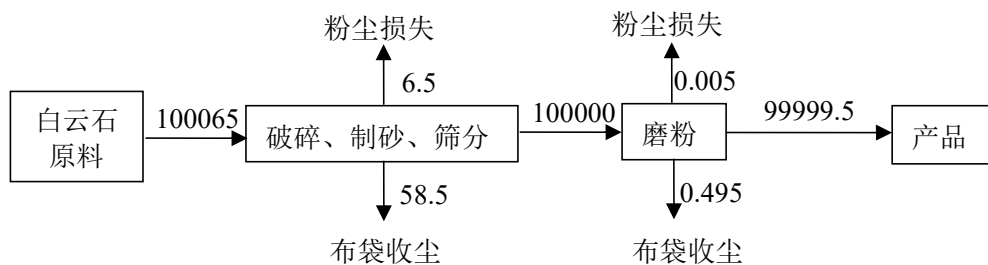 粉尘损失
粉尘损失
6.5
0.005
白云石
原料
100065
破碎、制砂、筛分
100000
磨粉
99999.5
产品
58.5
0.495
布袋收尘
布袋收尘